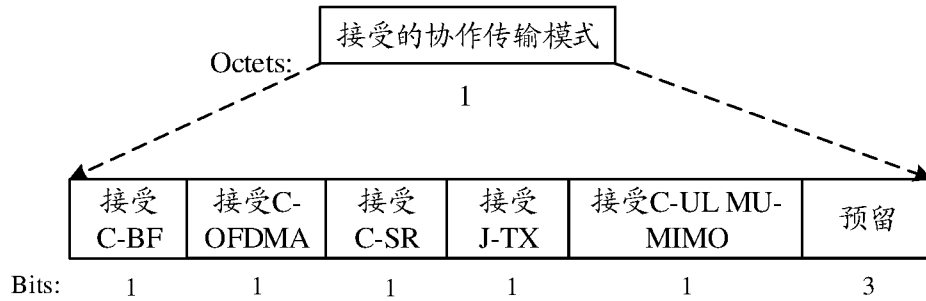 接受的协作传输模式
Octets:
1
接受
C-BF
接受C-
OFDMA
接受
C-SR
接受
J-TX
接受C-UL MU-
MIMO
预留
Bits: 1 1 1 1 1 3